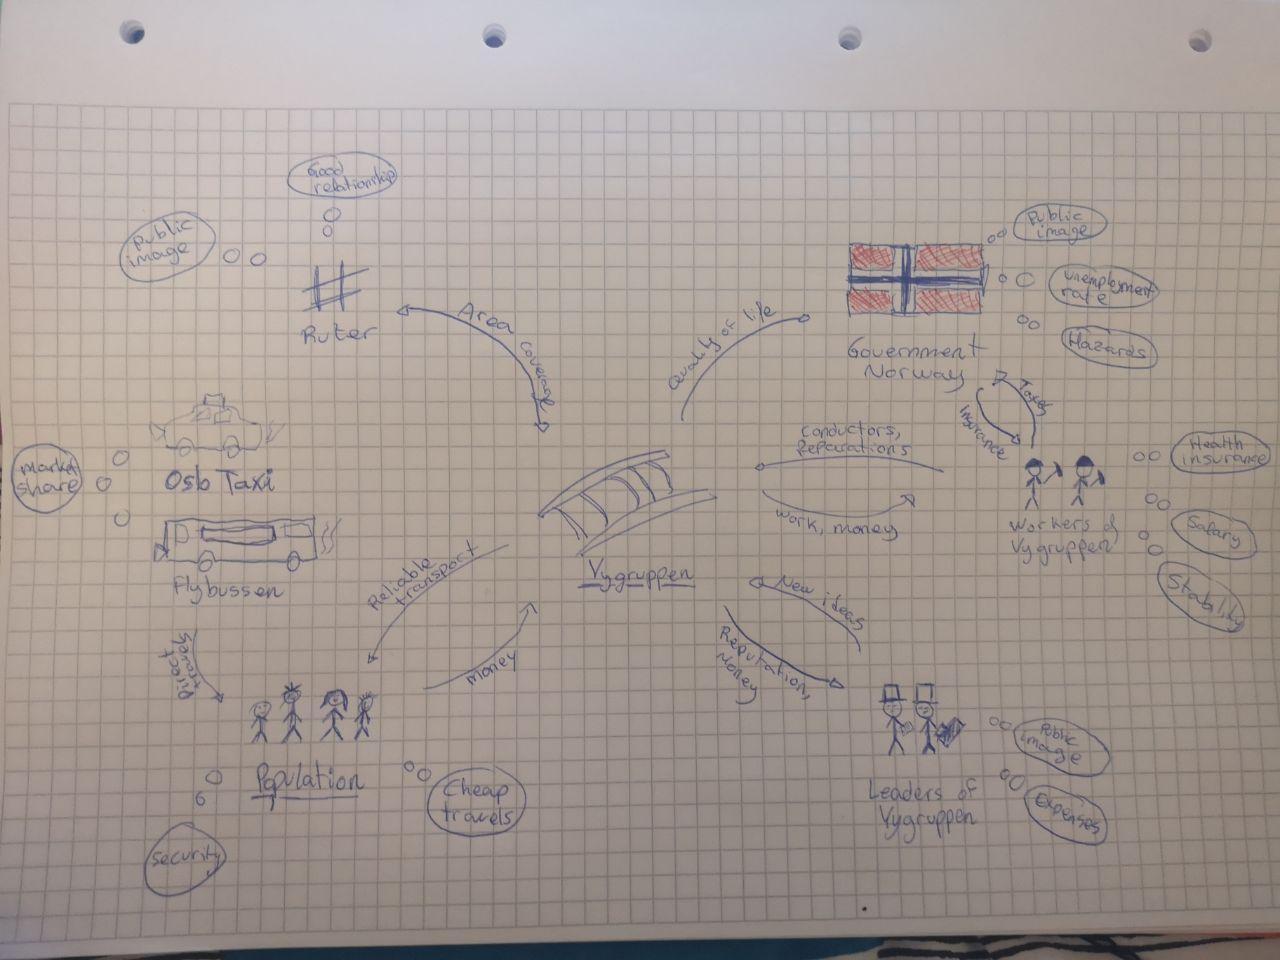 Good
relationship
Public
image
Ruter
Area coverage
Quality of life
Public
image
Unemployment
rate
Hazards
Government
Norway
Taxes
Insurance
Market
share
Oslo Taxi
Flybussen
Conductors,
Reparations
Work, money
Health
insurance
Workers of
Vygruppen
Salary
Stability
Vygruppen
Reliable
transport
Money
New ideas
Reputation,
Money
Direct
travels
Population
Cheap
travels
Security
Public
image
Leaders of
Vygruppen
Expenses